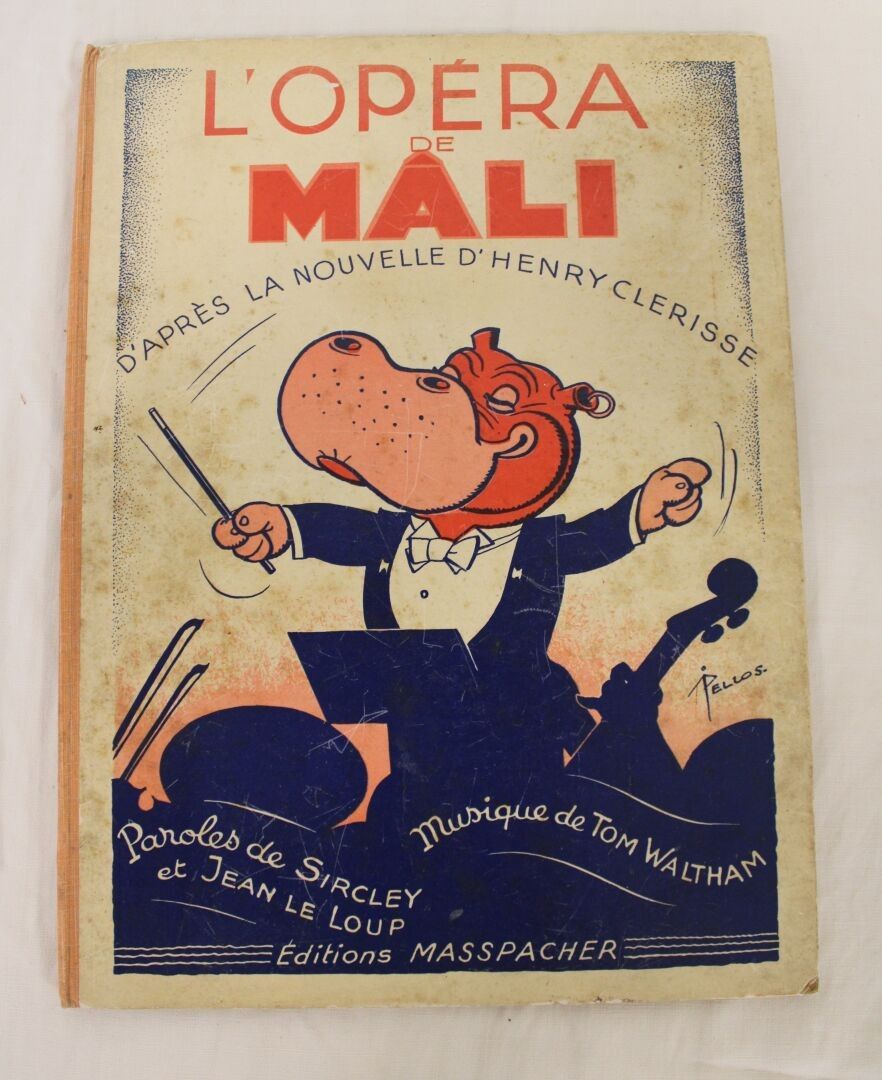 L'OPÉRA
DE
MÂLI
D'APRÈS LA NOUVELLE D'HENRY CLERISSE
PELLOS.
Paroles de SIRCLEY
et JEAN LE LOUP
Musique de TOM WALTHAM
Éditions MASSPACHER